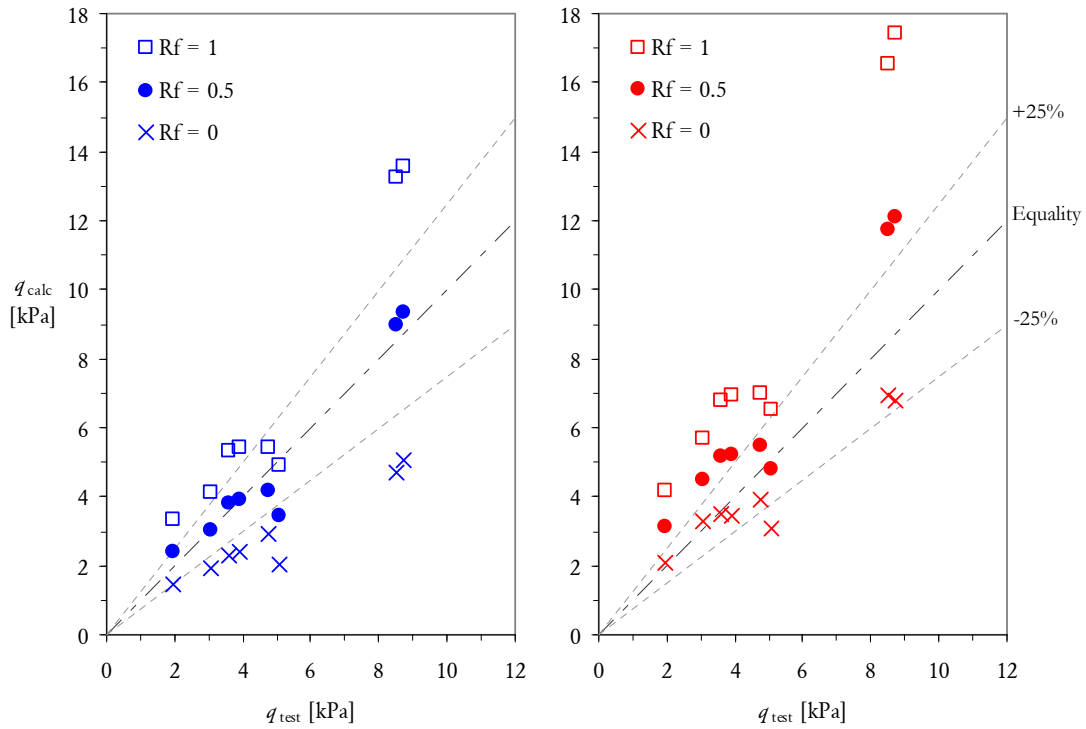 18
16
14
12
10
8
6
4
2
0
q calc
[kPa]
Rf = 1
Rf = 0.5
Rf = 0
0 2 4 6 8 10 12
q test [kPa]
18
16
14
12
10
8
6
4
2
0
Rf = 1
Rf = 0.5
Rf = 0
+25%
Equality
-25%
0 2 4 6 8 10 12
q test [kPa]